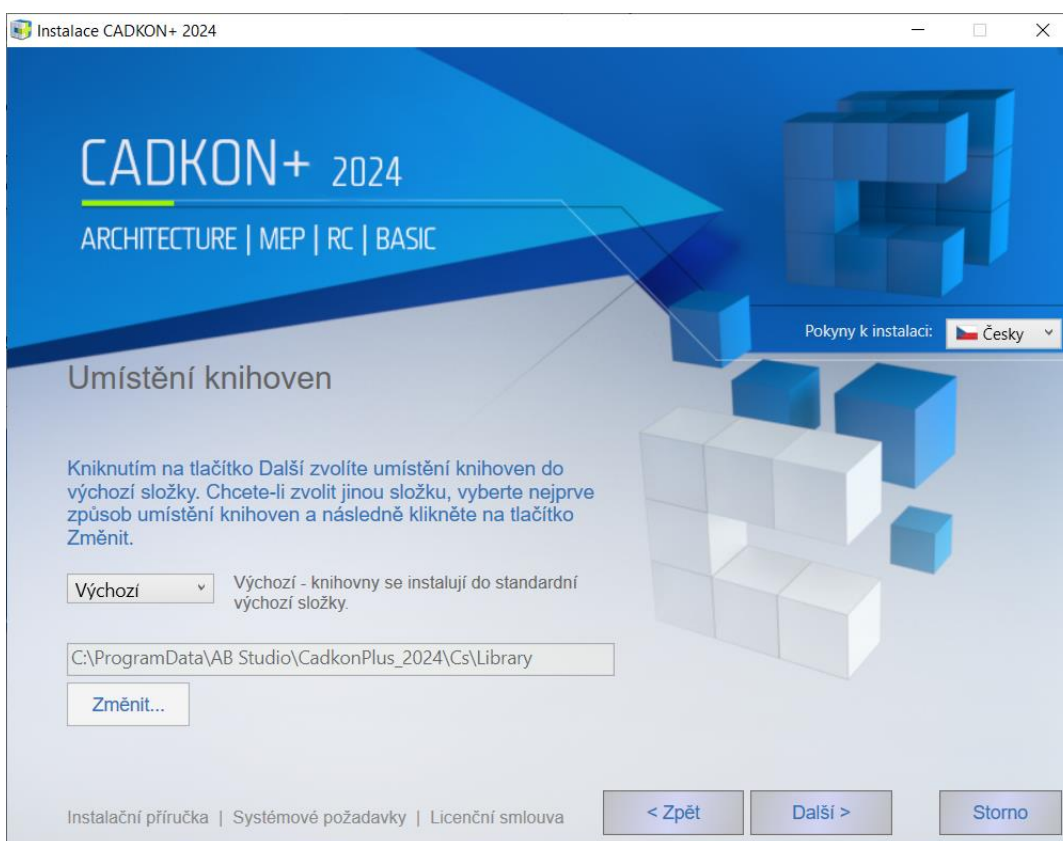 Instalace CADKON+ 2024
CADKON+ 2024
ARCHITECTURE | MEP | RC | BASIC
Pokyny k instalaci: Česky
Umístění knihoven
Kniknutím na tlačítko Další zvolíte umístění knihoven do
výchozí složky. Chcete-li zvolit jinou složku, vyberte nejprve
způsob umístění knihoven a následně klikněte na tlačítko
Změnit.
Výchozí
Výchozí - knihovny se instalují do standardní
výchozí složky.
C:\ProgramData\AB Studio\CadkonPlus_2024\Cs\Library
Změnit...
Instalační příručka | Systémové požadavky | Licenční smlouva
< Zpět
Další >
Storno